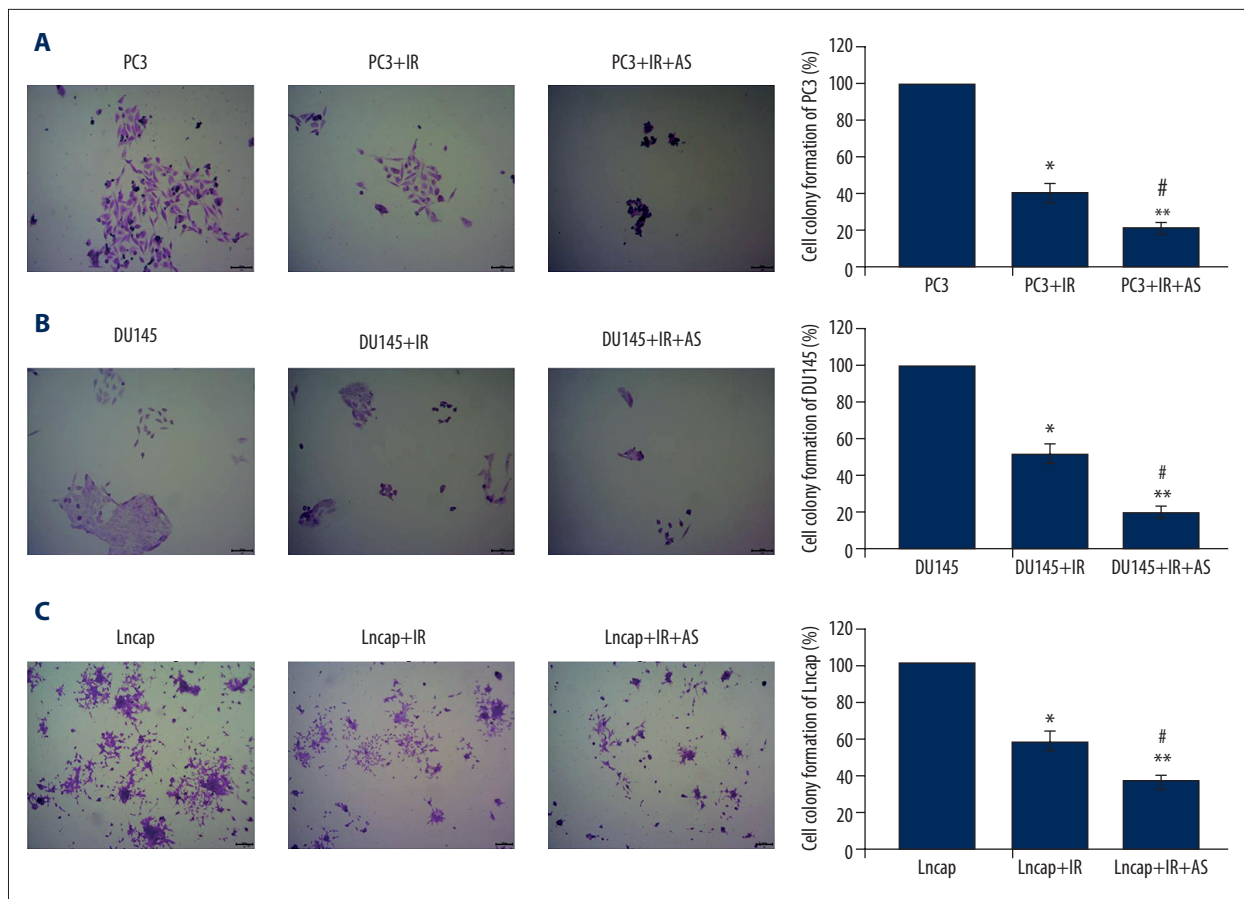 A
PC3
PC3+IR
PC3+IR+AS
Cell colony formation of PC3 (%)
120
100
80
60
40
20
0
*
#
**
PC3
PC3+IR
PC3+IR+AS
B
DU145
DU145+IR
DU145+IR+AS
Cell colony formation of DU145 (%)
120
100
80
60
40
20
0
*
#
**
DU145
DU145+IR
DU145+IR+AS
C
Lncap
Lncap+IR
Lncap+IR+AS
Cell colony formation of Lncap (%)
120
100
80
60
40
20
0
*
#
**
Lncap
Lncap+IR
Lncap+IR+AS